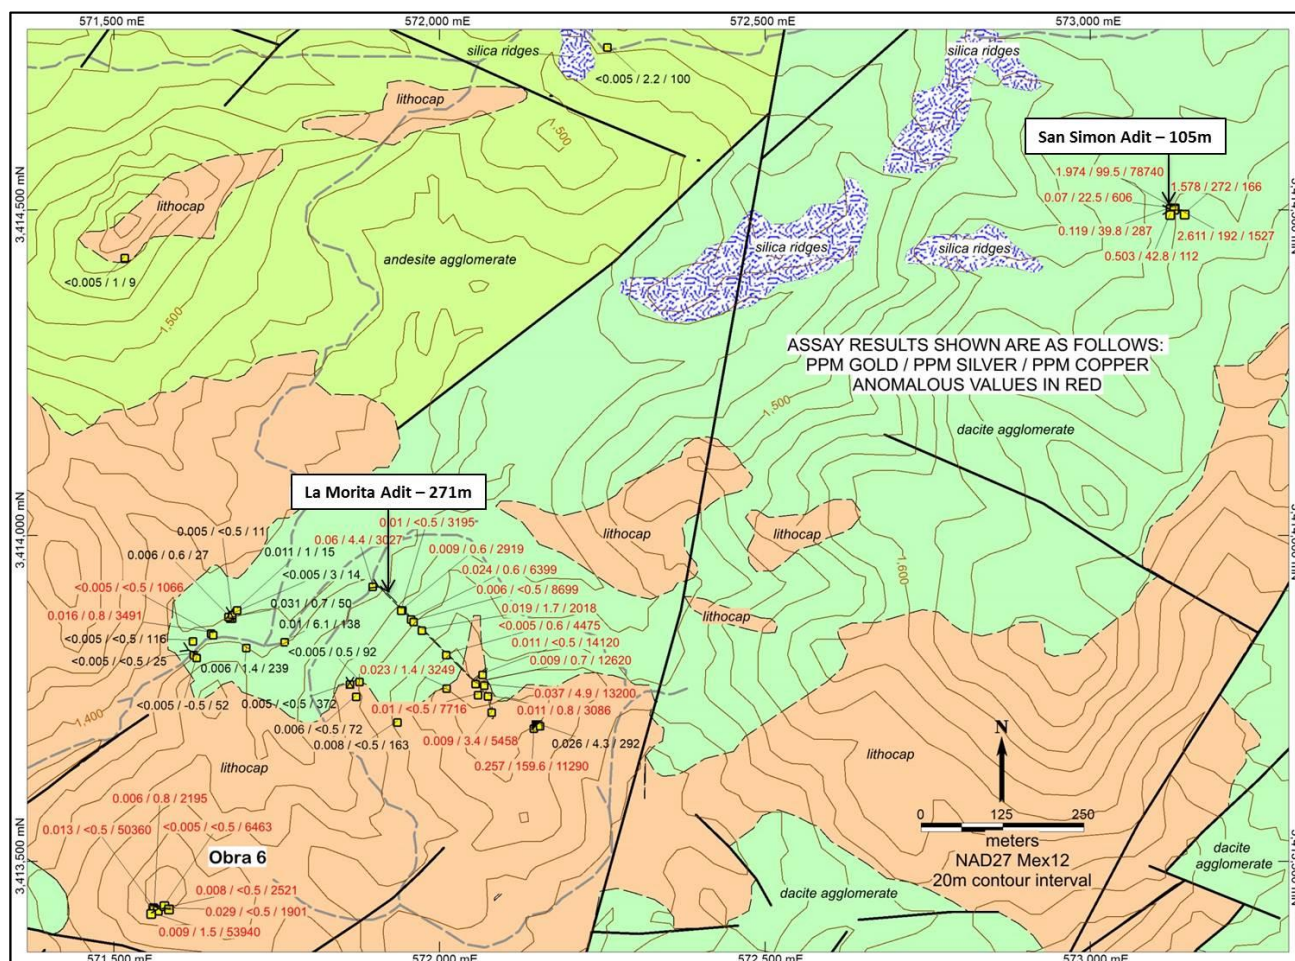 571,500 mE
572,000 mE
572,500 mE
573,000 mE
silica ridges
<0.005 / 2.2 / 100
silica ridges
lithocap
1,500
San Simon Adit – 105m
1.974 / 99.5 / 78740
1.578 / 272 / 166
0.07 / 22.5 / 606
3,414,500 mN
3,414,500 mN
lithocap
0.119 / 39.8 / 287
2.611 / 192 / 1527
silica ridges
silica ridges
0.503 / 42.8 / 112
andesite agglomerate
<0.005 / 1 / 9
1,500
ASSAY RESULTS SHOWN ARE AS FOLLOWS:
PPM GOLD / PPM SILVER / PPM COPPER
ANOMALOUS VALUES IN RED
1,500
dacite agglomerate
La Morita Adit – 271m
3,414,000 mN
3,414,000 mN
0.01 / <0.5 / 3195
0.005 / <0.5 / 11
0.06 / 4.4 / 3027
lithocap
lithocap
0.009 / 0.6 / 2919
0.006 / 0.6 / 27
0.011 / 1 / 15
0.024 / 0.6 / 6399
<0.005 / 3 / 14
1,600
<0.005 / <0.5 / 1066
0.006 / <0.5 / 8699
0.031 / 0.7 / 50
0.019 / 1.7 / 2018
0.016 / 0.8 / 3491
lithocap
0.01 / 6.1 / 138
<0.005 / 0.6 / 4475
<0.005 / <0.5 / 116
0.011 / <0.5 / 14120
<0.005 / 0.5 / 92
<0.005 / <0.5 / 25
0.009 / 0.7 / 12620
0.006 / 1.4 / 239
0.023 / 1.4 / 3249
0.037 / 4.9 / 13200
<0.005 / -0.5 / 52
0.005 / <0.5 / 372
0.01 / <0.5 / 7716
0.011 / 0.8 / 3086
1,400
0.006 / <0.5 / 72
0.009 / 3.4 / 5458
0.026 / 4.3 / 292
0.008 / <0.5 / 163
0.257 / 159.6 / 11290
N
lithocap
lithocap
0.006 / 0.8 / 2195
0 125 250
0.013 / <0.5 / 50360
<0.005 / <0.5 / 6463
meters
NAD27 Mex12
20m contour interval
Obra 6
3,413,500 mN
3,413,500 mN
dacite
agglomerate
0.008 / <0.5 / 2521
dacite agglomerate
0.029 / <0.5 / 1901
0.009 / 1.5 / 53940
571,500 mE
572,000 mE
572,500 mE
573,000 mE